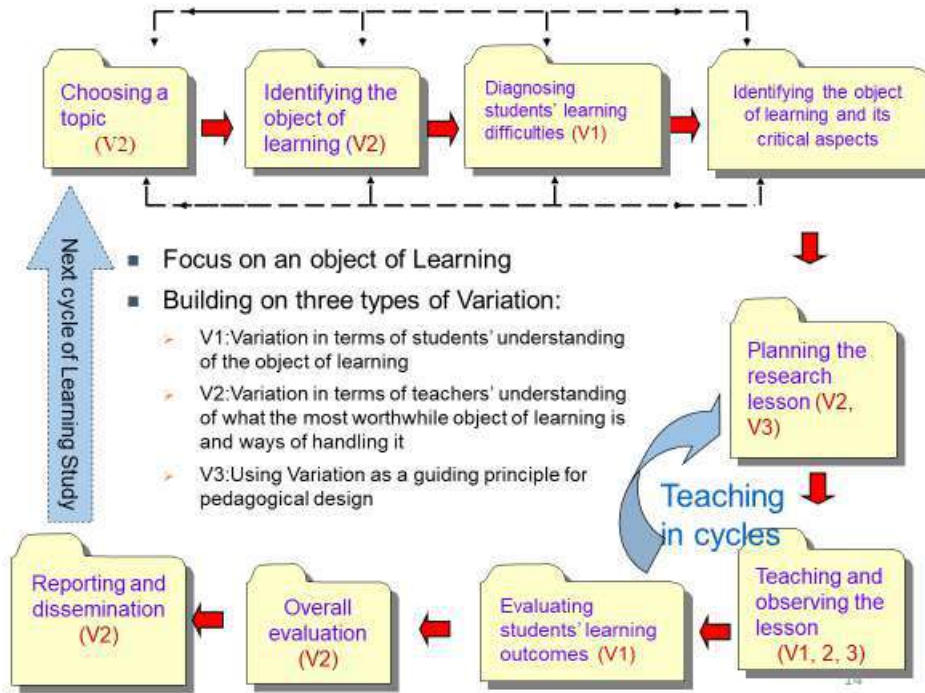 Choosing a
topic
(V2)
Identifying the
object of
learning (V2)
Diagnosing
students' learning
difficulties (V1)
Identifying the object
of learning and its
critical aspects
Next cycle of Learning Study
Focus on an object of Learning
Building on three types of Variation:
V1:Variation in terms of students' understanding
of the object of learning
V2:Variation in terms of teachers' understanding
of what the most worthwhile object of learning is
and ways of handling it
V3:Using Variation as a guiding principle for
pedagogical design
Planning the
research
lesson (V2,
V3)
Teaching
in cycles
Teaching and
observing the
lesson
(V1, 2, 3)
Evaluating
students' learning
outcomes (V1)
Overall
evaluation
(V2)
Reporting and
dissemination
(V2)
14